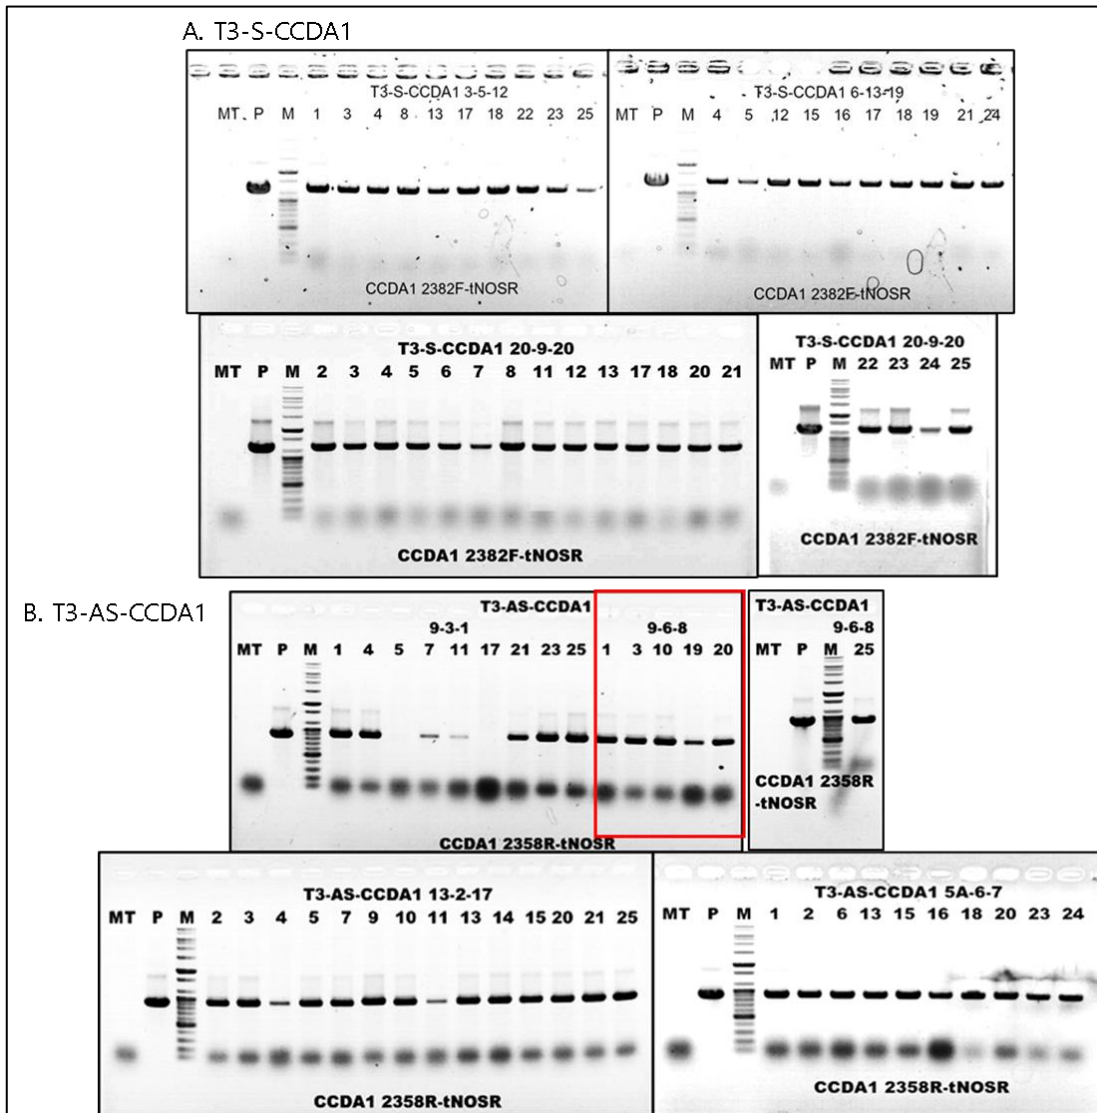 A. T3-S-CCDA1
T3-S-CCDA1 3-5-12
MT P M 1 3 4 8 13 17 18 22 23 25
CCDA1 2382F-tNOSR
T3-S-CCDA1 6-13-19
MT P M 4 5 12 15 16 17 18 19 21 24
CCDA1 2382F-tNOSR
T3-S-CCDA1 20-9-20
MT P M 2 3 4 5 6 7 8 11 12 13 17 18 20 21
CCDA1 2382F-tNOSR
T3-S-CCDA1 20-9-20
MT P M 22 23 24 25
CCDA1 2382F-tNOSR
B. T3-AS-CCDA1
T3-AS-CCDA1
9-3-1 9-6-8
MT P M 1 4 5 7 11 17 21 23 25 1 3 10 19 20
CCDA1 2358R-tNOSR
T3-AS-CCDA1
9-6-8
MT P M 25
CCDA1 2358R
-tNOSR
T3-AS-CCDA1 13-2-17
MT P M 2 3 4 5 7 9 10 11 13 14 15 20 21 25
CCDA1 2358R-tNOSR
T3-AS-CCDA1 5A-6-7
MT P M 1 2 6 13 15 16 18 20 23 24
CCDA1 2358R-tNOSR